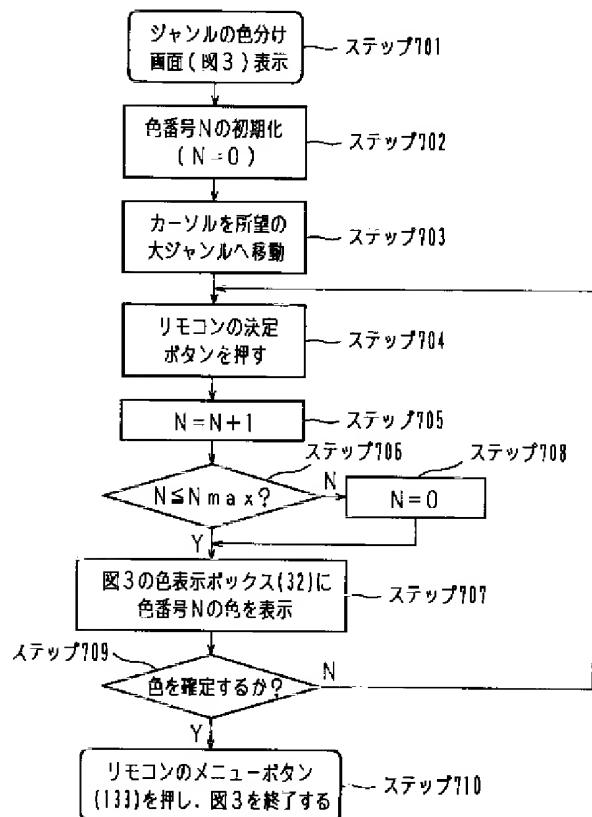 ジャンルの色分け
画面(図3)表示
ステップ701
色番号Nの初期化
(N=0)
ステップ702
カーソルを所望の
大ジャンルへ移動
ステップ703
リモコンの決定
ボタンを押す
ステップ704
N=N+1
ステップ705
ステップ706
ステップ708
N≦Nmax?
N
N=0
Y
図3の色表示ボックス(32)に
色番号Nの色を表示
ステップ707
ステップ709
色を確定するか?
N
Y
リモコンのメニューボタン
(133)を押し、図3を終了する
ステップ710